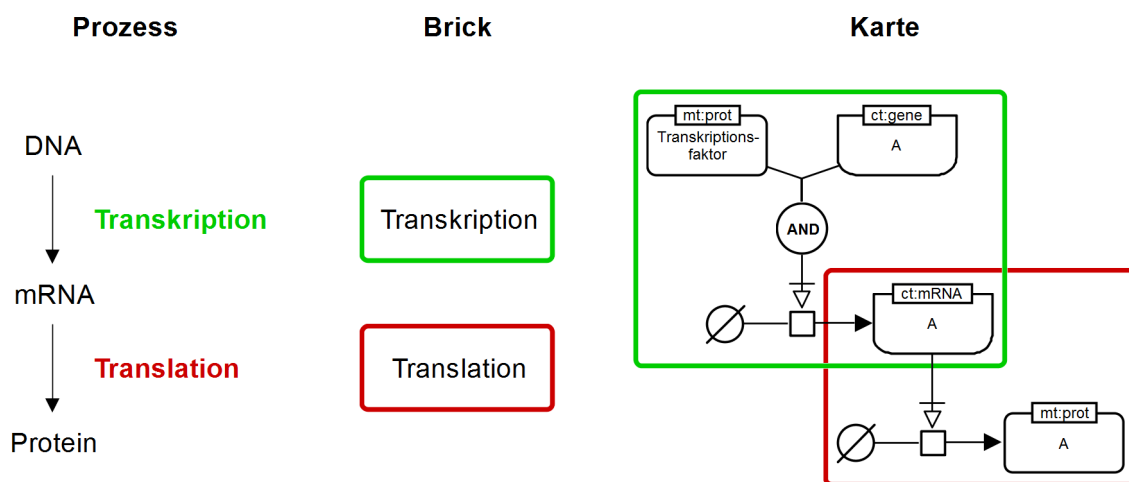 Prozess
Brick
Karte
DNA
Transkription
mRNA
Translation
Protein
Transkription
Translation
mt:prot
Transkriptions-
faktor
ct:gene
A
AND
ct:mRNA
A
mt:prot
A